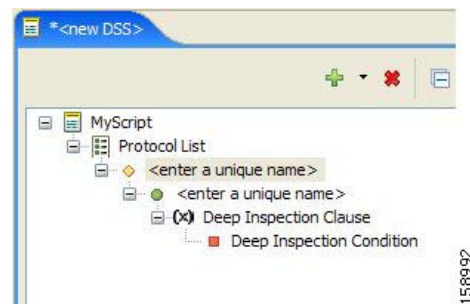 *<new DSS>
MyScript
Protocol List
<enter a unique name>
<enter a unique name>
(x) Deep Inspection Clause
Deep Inspection Condition
158992